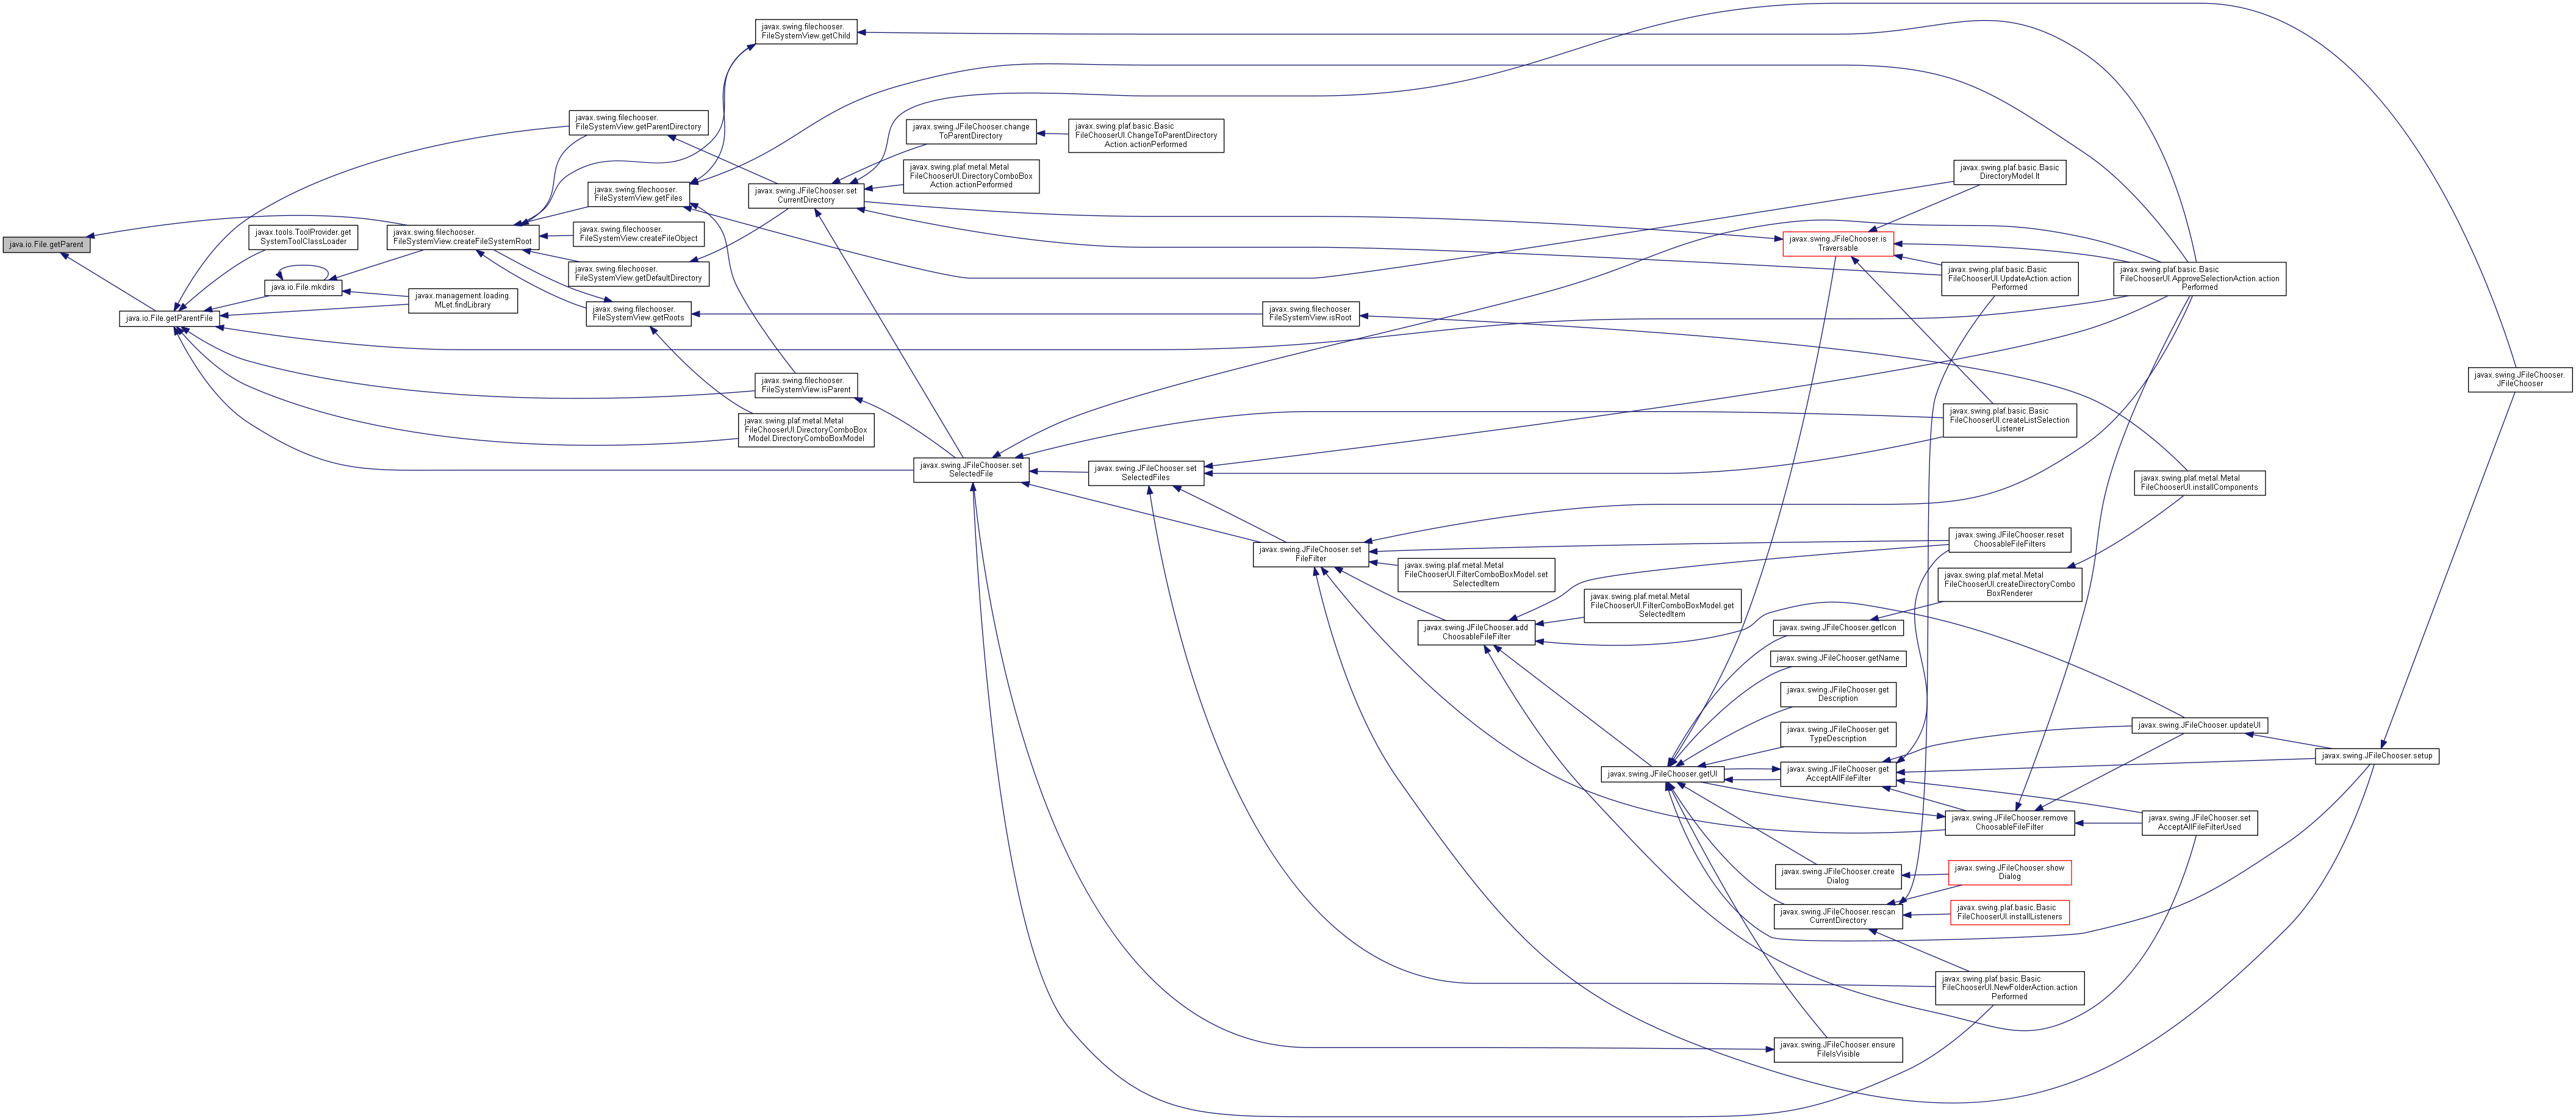 java.io.File.getParent
java.io.File.getParentFile
javax.tools.ToolProvider.get
SystemToolClassLoader
java.io.File.mkdirs
javax.swing.filechooser.
FileSystemView.createFileSystemRoot
javax.management.loading.
MLet.findLibrary
javax.swing.filechooser.
FileSystemView.getParentDirectory
javax.swing.filechooser.
FileSystemView.getFiles
javax.swing.filechooser.
FileSystemView.createFileObject
javax.swing.filechooser.
FileSystemView.getDefaultDirectory
javax.swing.filechooser.
FileSystemView.getRoots
javax.swing.filechooser.
FileSystemView.getChild
javax.swing.JFileChooser.set
CurrentDirectory
javax.swing.filechooser.
FileSystemView.isParent
javax.swing.plaf.metal.Metal
FileChooserUI.DirectoryComboBox
Model.DirectoryComboBoxModel
javax.swing.JFileChooser.change
ToParentDirectory
javax.swing.plaf.metal.Metal
FileChooserUI.DirectoryComboBox
Action.actionPerformed
javax.swing.JFileChooser.set
SelectedFile
javax.swing.plaf.basic.Basic
FileChooserUI.ChangeToParentDirectory
Action.actionPerformed
javax.swing.JFileChooser.set
SelectedFiles
javax.swing.filechooser.
FileSystemView.isRoot
javax.swing.JFileChooser.set
FileFilter
javax.swing.plaf.metal.Metal
FileChooserUI.FilterComboBoxModel.set
SelectedItem
javax.swing.JFileChooser.add
ChoosableFileFilter
javax.swing.plaf.metal.Metal
FileChooserUI.FilterComboBoxModel.get
SelectedItem
javax.swing.JFileChooser.getUI
javax.swing.JFileChooser.is
Traversable
javax.swing.JFileChooser.getIcon
javax.swing.JFileChooser.getName
javax.swing.JFileChooser.get
Description
javax.swing.JFileChooser.get
TypeDescription
javax.swing.JFileChooser.get
AcceptAllFileFilter
javax.swing.JFileChooser.create
Dialog
javax.swing.JFileChooser.rescan
CurrentDirectory
javax.swing.JFileChooser.ensure
FileIsVisible
javax.swing.plaf.basic.Basic
DirectoryModel.lt
javax.swing.plaf.basic.Basic
FileChooserUI.UpdateAction.action
Performed
javax.swing.plaf.basic.Basic
FileChooserUI.createListSelection
Listener
javax.swing.JFileChooser.reset
ChoosableFileFilters
javax.swing.plaf.metal.Metal
FileChooserUI.createDirectoryCombo
BoxRenderer
javax.swing.JFileChooser.remove
ChoosableFileFilter
javax.swing.JFileChooser.show
Dialog
javax.swing.plaf.basic.Basic
FileChooserUI.installListeners
javax.swing.plaf.basic.Basic
FileChooserUI.NewFolderAction.action
Performed
javax.swing.plaf.basic.Basic
FileChooserUI.ApproveSelectionAction.action
Performed
javax.swing.plaf.metal.Metal
FileChooserUI.installComponents
javax.swing.JFileChooser.updateUI
javax.swing.JFileChooser.set
AcceptAllFileFilterUsed
javax.swing.JFileChooser.setup
javax.swing.JFileChooser.
JFileChooser